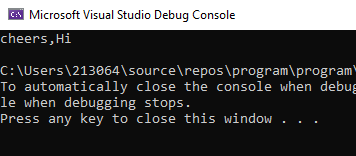 Microsoft Visual Studio Debug Console
cheers,Hi
C:\Users\213064\source\repos\program\program\
To automatically close the console when debug
le when debugging stops.
Press any key to close this window . . .